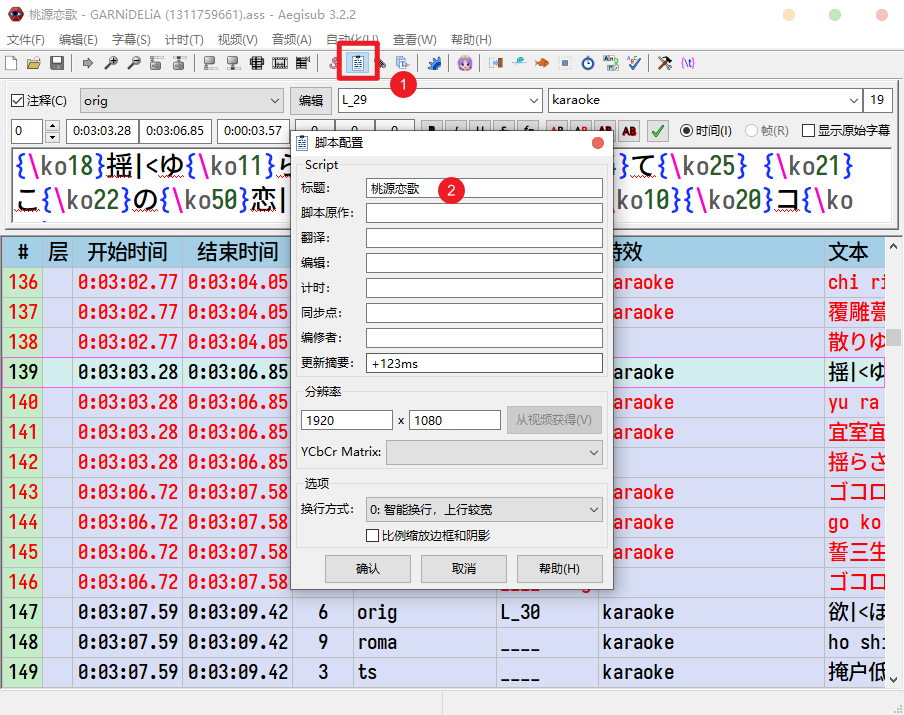 桃源恋歌 - GARNiDELiA (1311759661).ass - Aegisub 3.2.2
文件(F) 编辑(E) 字幕(S) 计时(T) 视频(V) 音频(A) 自动化(U) 查看(W) 帮助(H)
1
注释(C) orig 编辑 L_29 karaoke 19
0 0:03:03.28 0:03:06.85 0:00:03.57 0 0 0 B I U S fn AB AB AB AB 时间(I) 帧(R) 显示原始字幕
{\ko18}揺|<ゆ{\ko11}ら
}て{\ko25} {\ko21}
こ{\ko22}の{\ko50}恋|
\ko10}{\ko20}コ{\ko
脚本配置
Script
标题: 桃源恋歌 2
脚本原作:
翻译:
编辑:
计时:
同步点:
编修者:
更新摘要: +123ms
分辨率
1920 x 1080 从视频获得(V)
YCbCr Matrix:
选项
换行方式: 0: 智能换行，上行较宽
比例缩放边框和阴影
确认 取消 帮助(H)
# 层 开始时间 结束时间 特效 文本
136 0:03:02.77 0:03:04.05 araoke chi ri
137 0:03:02.77 0:03:04.05 araoke 覆雕甍
138 0:03:02.77 0:03:04.05 散りゆ
139 0:03:03.28 0:03:06.85 araoke 揺|<ゆ
140 0:03:03.28 0:03:06.85 araoke yu ra
141 0:03:03.28 0:03:06.85 araoke 宜室宜
142 0:03:03.28 0:03:06.85 揺らさ
143 0:03:06.72 0:03:07.58 araoke ゴコロ
144 0:03:06.72 0:03:07.58 araoke go ko
145 0:03:06.72 0:03:07.58 araoke 誓三生
146 0:03:06.72 0:03:07.58 ゴコロ
147 0:03:07.59 0:03:09.42 6 orig L_30 karaoke 欲|<ほ
148 0:03:07.59 0:03:09.42 9 roma ____ karaoke ho shi
149 0:03:07.59 0:03:09.42 3 ts ____ karaoke 掩户低